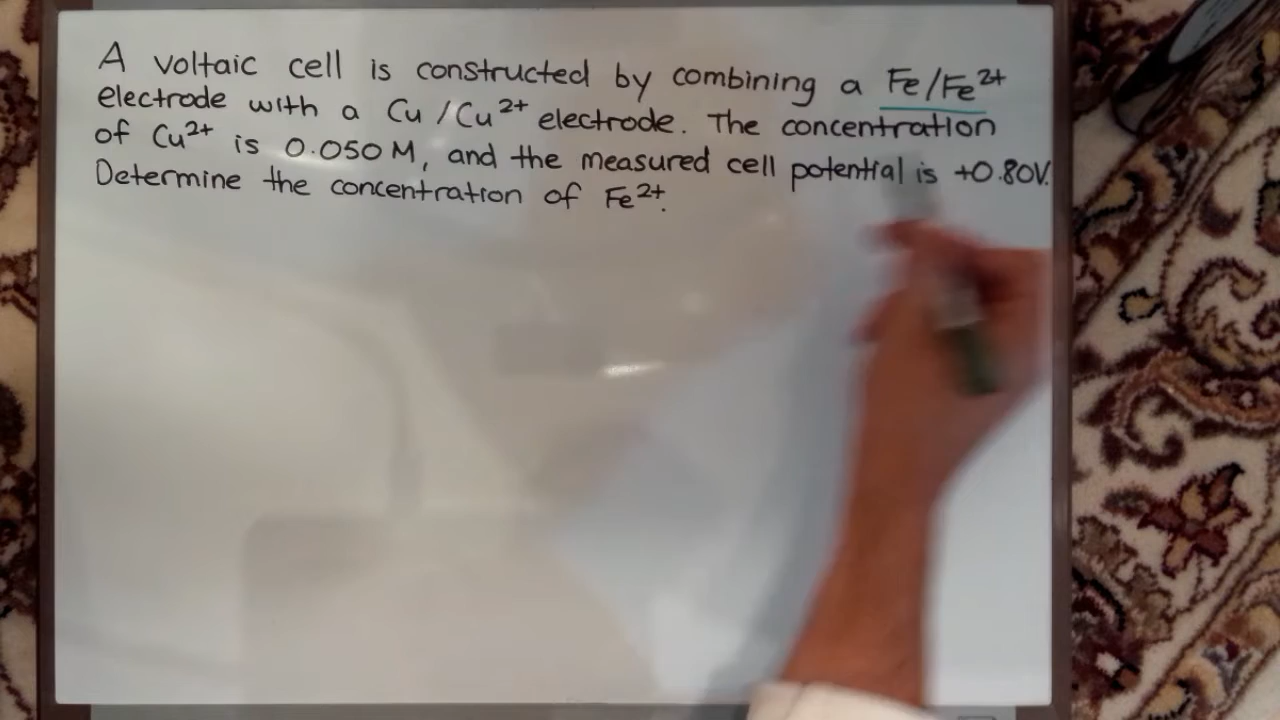 A voltaic cell is constructed by combining a Fe/Fe²⁺
electrode with a Cu/Cu²⁺ electrode. The concentration
of Cu²⁺ is 0.050M, and the measured cell potential is +0.80V.
Determine the concentration of Fe²⁺.